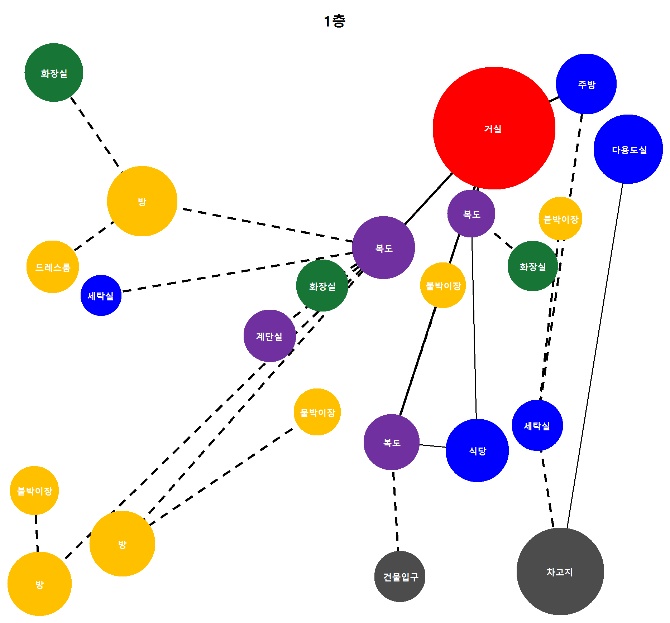 1층
화장실
주방
거실
다용도실
방
복도
복도
붙박이장
드레스룸
화장실
세탁실
화장실
붙박이장
계단실
붙박이장
세탁실
복도
식당
붙박이장
방
차고지
건물입구
방